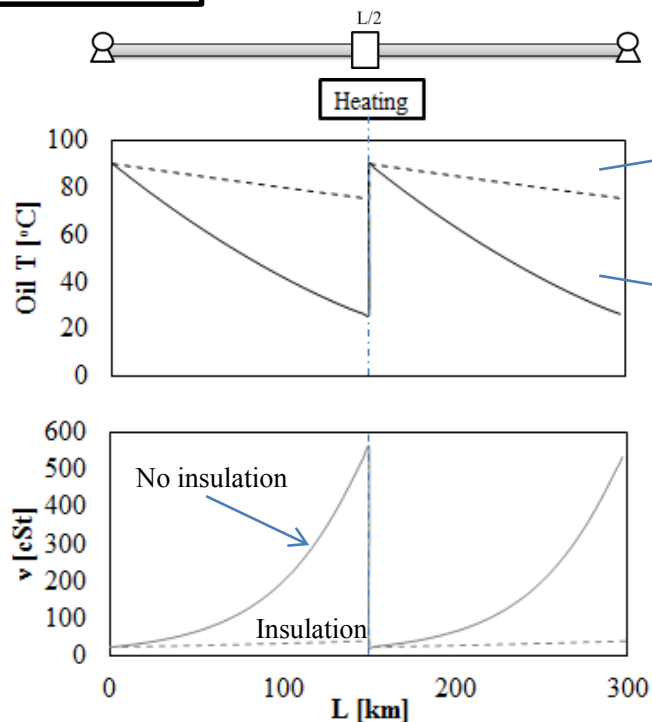 L/2
Heating
100
80
60
40
20
0
Oil T [°C]
600
500
400
300
200
100
0
ν [cSt]
No insulation
Insulation
0 100 200 300
L [km]